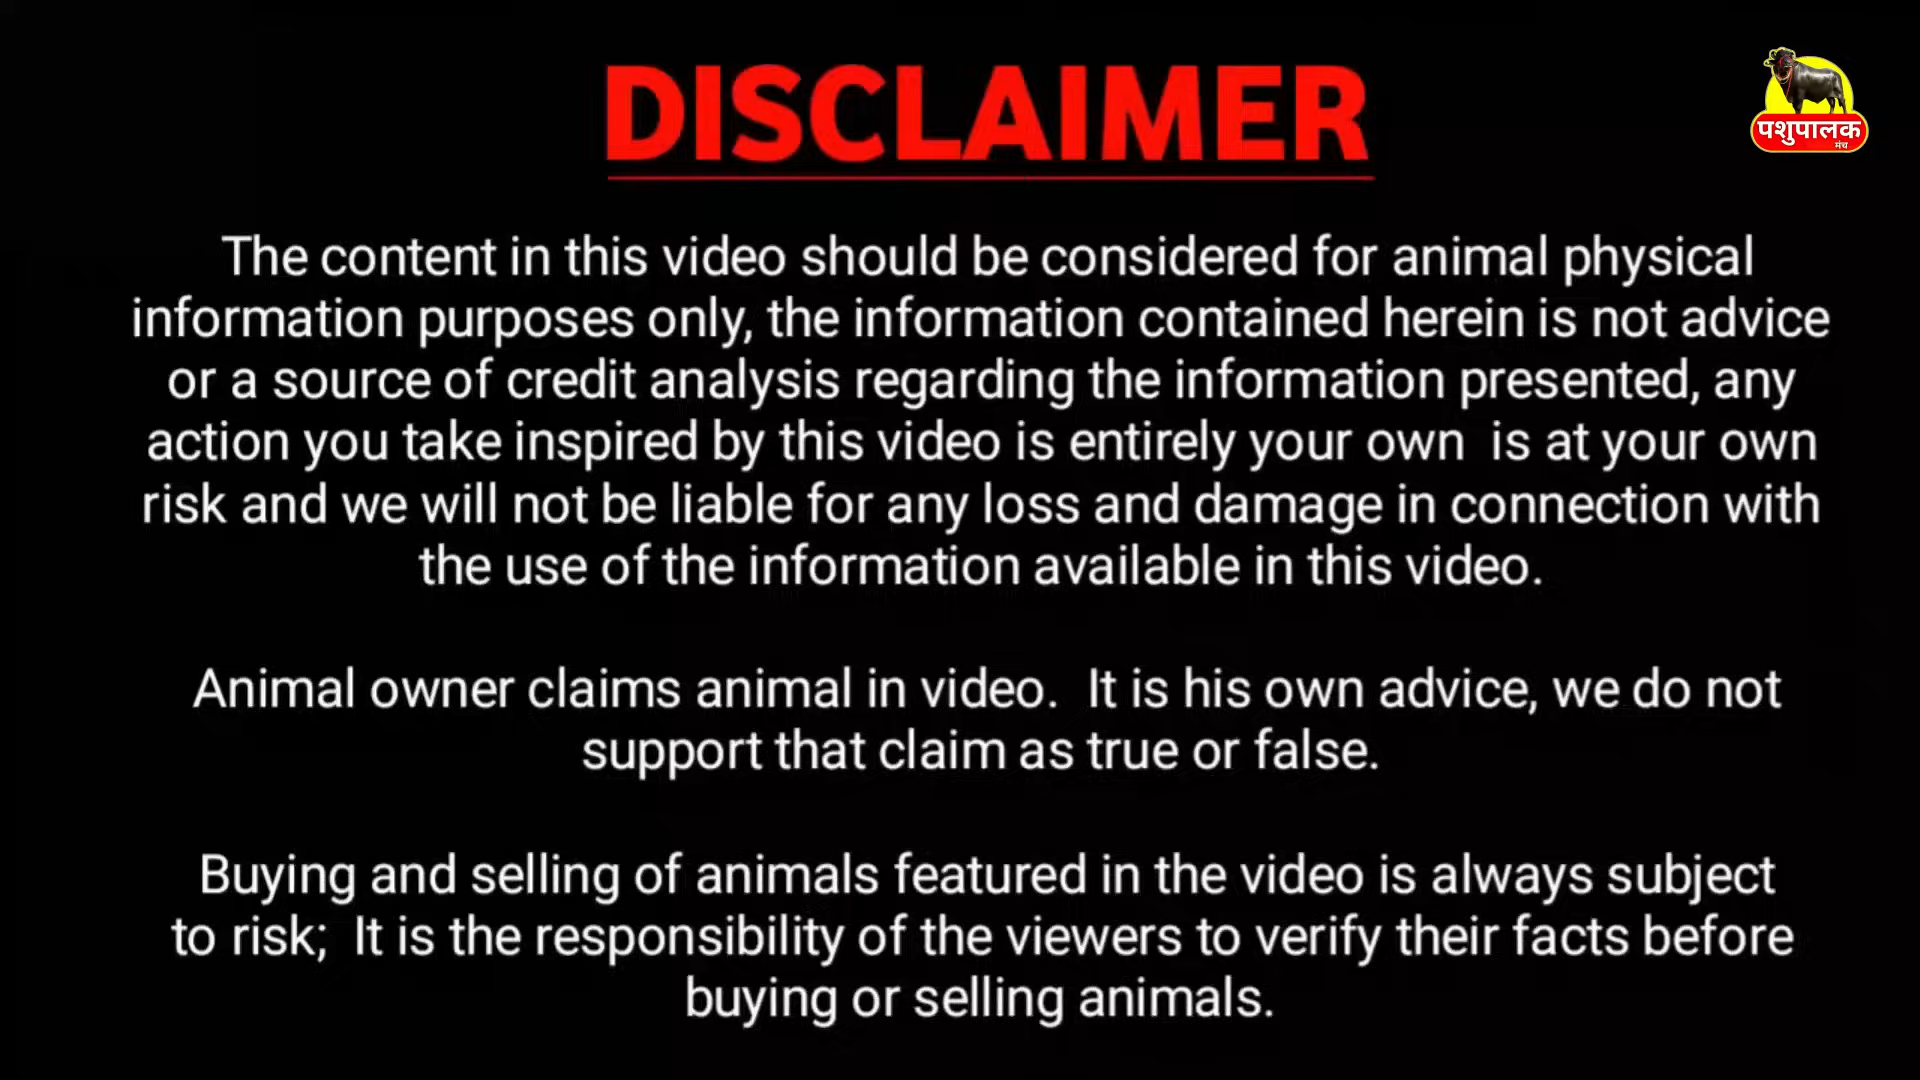 DISCLAIMER
पशुपालक
मंच
The content in this video should be considered for animal physical
information purposes only, the information contained herein is not advice
or a source of credit analysis regarding the information presented, any
action you take inspired by this video is entirely your own  is at your own
risk and we will not be liable for any loss and damage in connection with
the use of the information available in this video.
Animal owner claims animal in video.  It is his own advice, we do not
support that claim as true or false.
Buying and selling of animals featured in the video is always subject
to risk;  It is the responsibility of the viewers to verify their facts before
buying or selling animals.